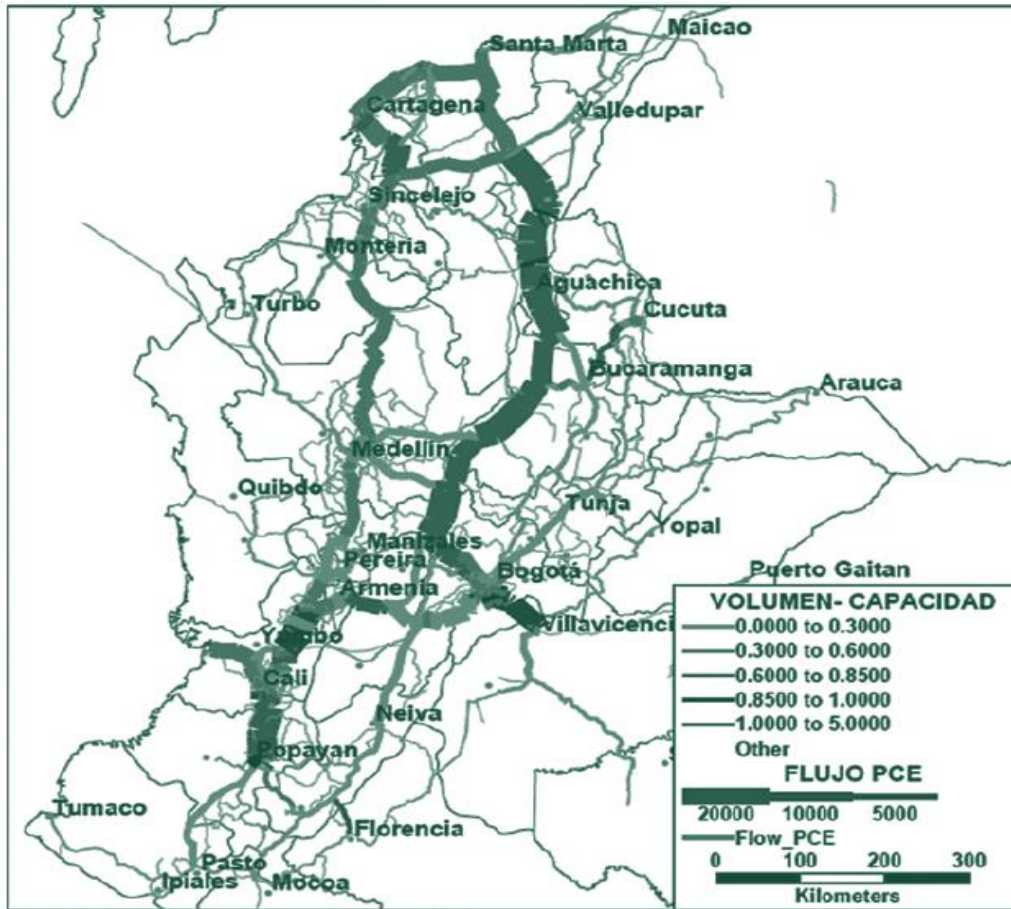 Santa Marta
Maicao
Cartagena
Valledupar
Sincelejo
Monteria
Aguachica
Turbo
Cucuta
Bucaramanga
Arauca
Medellín
Quibdo
Tunja
Yopal
Manizales
Pereira
Bogotá
Puerto Gaitan
Armenia
Villavicenci
Yumbo
Cali
Neiva
Popayan
Tumaco
Florencia
Pasto
Ipiales
Mocoa
VOLUMEN- CAPACIDAD
0.0000 to 0.3000
0.3000 to 0.6000
0.6000 to 0.8500
0.8500 to 1.0000
1.0000 to 5.0000
Other
FLUJO PCE
20000 10000 5000
Flow_PCE
0 100 200 300
Kilometers